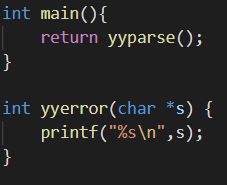 int main(){
    return yyparse();
}

int yyerror(char *s) {
    printf("%s\n",s);
}